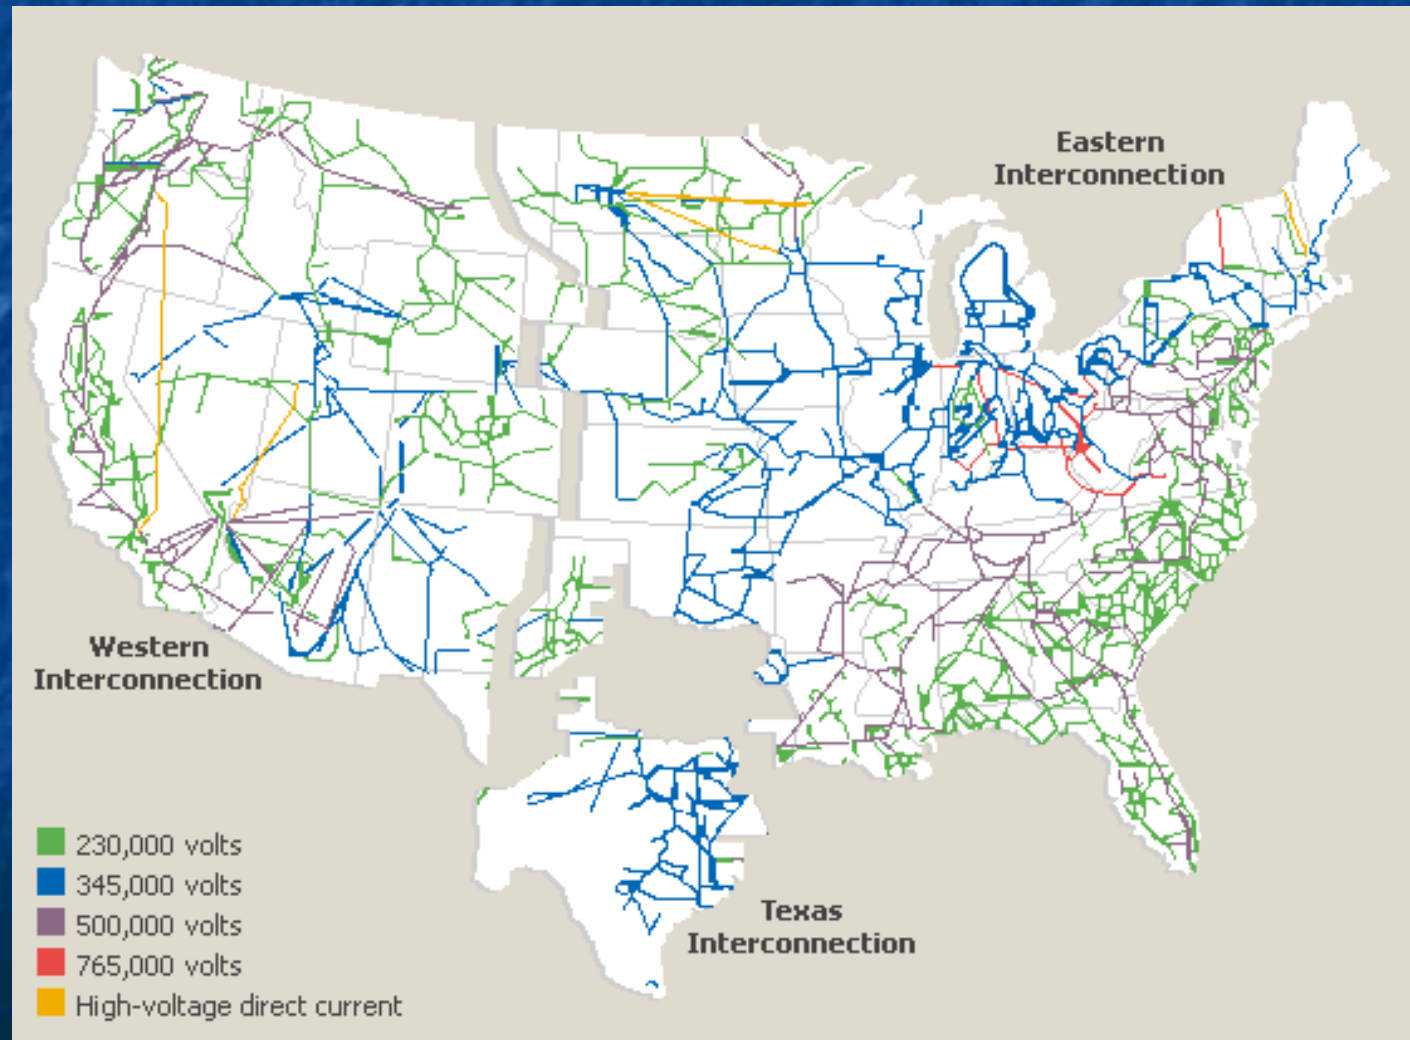 Eastern
Interconnection
Western
Interconnection
Texas
Interconnection
230,000 volts
345,000 volts
500,000 volts
765,000 volts
High-voltage direct current